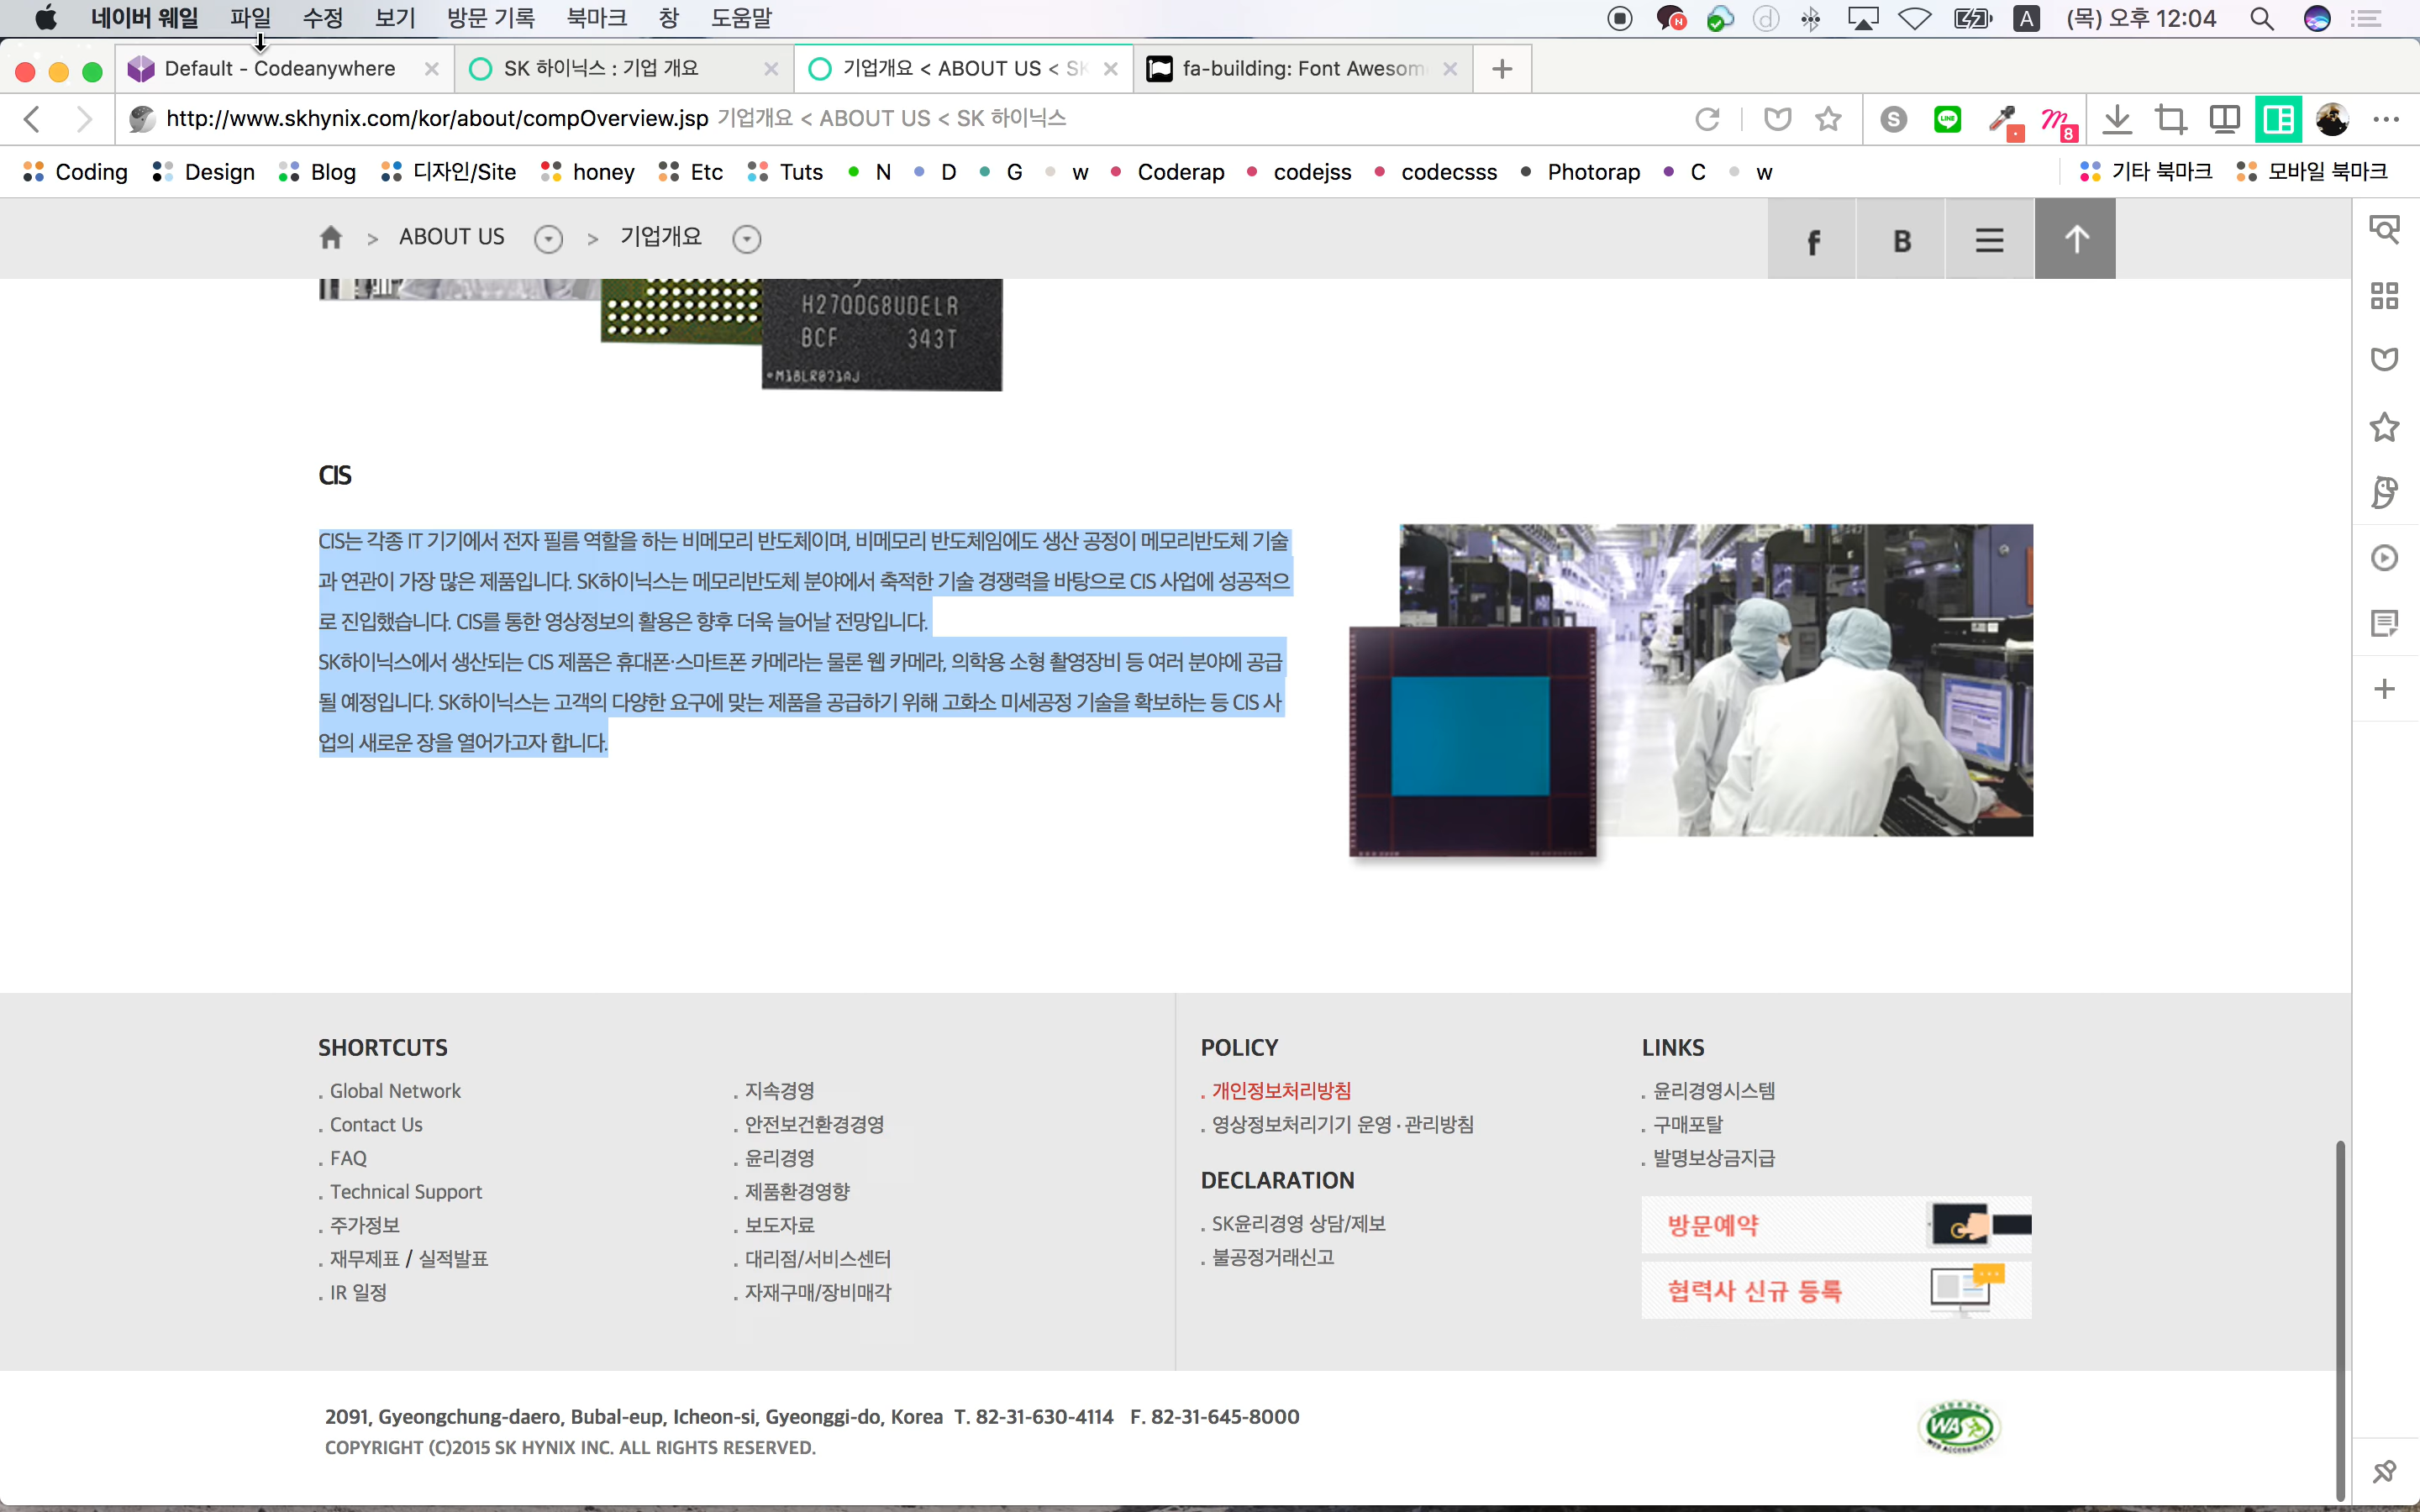 네이버 웨일 파일 수정 보기 방문 기록 북마크 창 도움말 A (목) 오후 12:04
Default - Codeanywhere SK 하이닉스 : 기업 개요 기업개요 < ABOUT US < SK fa-building: Font Awesom
http://www.skhynix.com/kor/about/compOverview.jsp 기업개요 < ABOUT US < SK 하이닉스 S LINE m 8
Coding Design Blog 디자인/Site honey Etc Tuts N D G w Coderap codejss codecsss Photorap C w 기타 북마크 모바일 북마크
> ABOUT US > 기업개요 f B
H27QDG8UDELR
BCF 343T
CIS
CIS는 각종 IT 기기에서 전자 필름 역할을 하는 비메모리 반도체이며, 비메모리 반도체임에도 생산 공정이 메모리반도체 기술
과 연관이 가장 많은 제품입니다. SK하이닉스는 메모리반도체 분야에서 축적한 기술 경쟁력을 바탕으로 CIS 사업에 성공적으
로 진입했습니다. CIS를 통한 영상정보의 활용은 향후 더욱 늘어날 전망입니다.
SK하이닉스에서 생산되는 CIS 제품은 휴대폰·스마트폰 카메라는 물론 웹 카메라, 의학용 소형 촬영장비 등 여러 분야에 공급
될 예정입니다. SK하이닉스는 고객의 다양한 요구에 맞는 제품을 공급하기 위해 고화소 미세공정 기술을 확보하는 등 CIS 사
업의 새로운 장을 열어가고자 합니다.
SHORTCUTS
. Global Network
. Contact Us
. FAQ
. Technical Support
. 주가정보
. 재무제표 / 실적발표
. IR 일정
. 지속경영
. 안전보건환경경영
. 윤리경영
. 제품환경영향
. 보도자료
. 대리점/서비스센터
. 자재구매/장비매각
POLICY
. 개인정보처리방침
. 영상정보처리기기 운영 · 관리방침
DECLARATION
. SK윤리경영 상담/제보
. 불공정거래신고
LINKS
. 윤리경영시스템
. 구매포탈
. 발명보상금지급
방문예약
협력사 신규 등록
2091, Gyeongchung-daero, Bubal-eup, Icheon-si, Gyeonggi-do, Korea T. 82-31-630-4114 F. 82-31-645-8000
COPYRIGHT (C)2015 SK HYNIX INC. ALL RIGHTS RESERVED.
WA
WEB ACCESSIBILITY